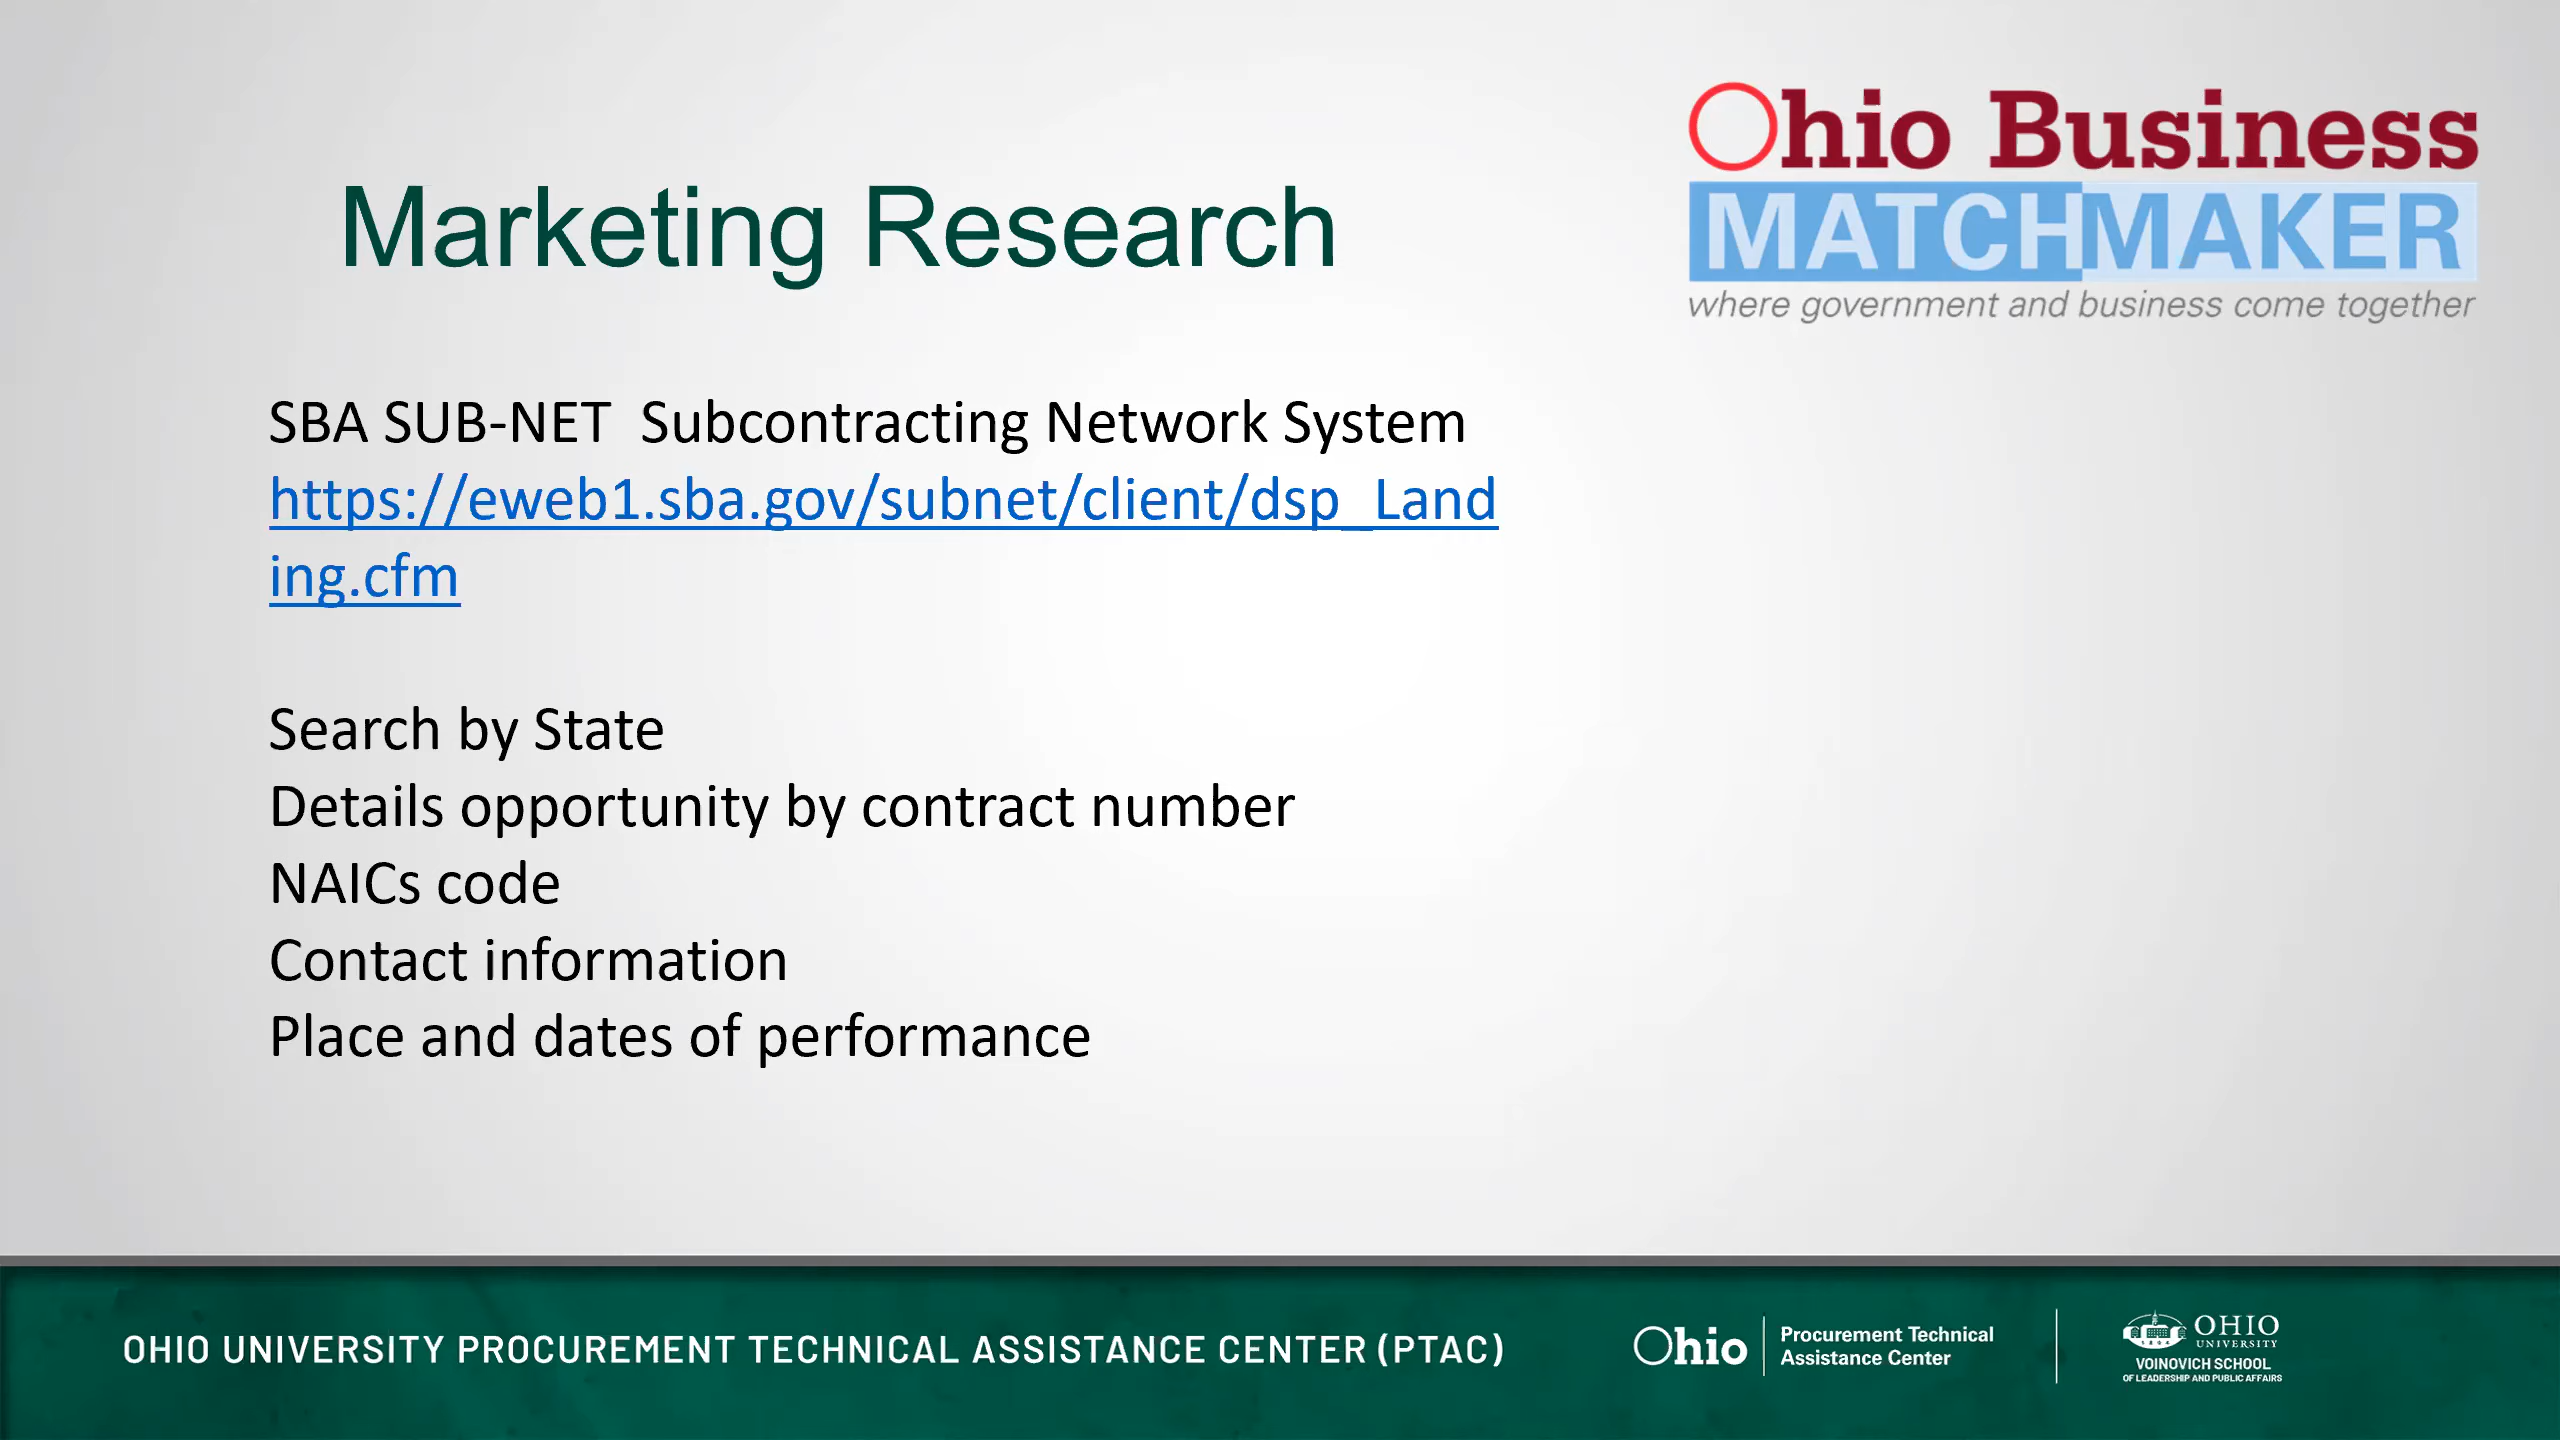 Ohio Business
MATCHMAKER
where government and business come together
Marketing Research
SBA SUB-NET  Subcontracting Network System
https://eweb1.sba.gov/subnet/client/dsp_Land
ing.cfm
Search by State
Details opportunity by contract number
NAICs code
Contact information
Place and dates of performance
OHIO UNIVERSITY PROCUREMENT TECHNICAL ASSISTANCE CENTER (PTAC)
Ohio
Procurement Technical
Assistance Center
OHIO
UNIVERSITY
VOINOVICH SCHOOL
OF LEADERSHIP AND PUBLIC AFFAIRS